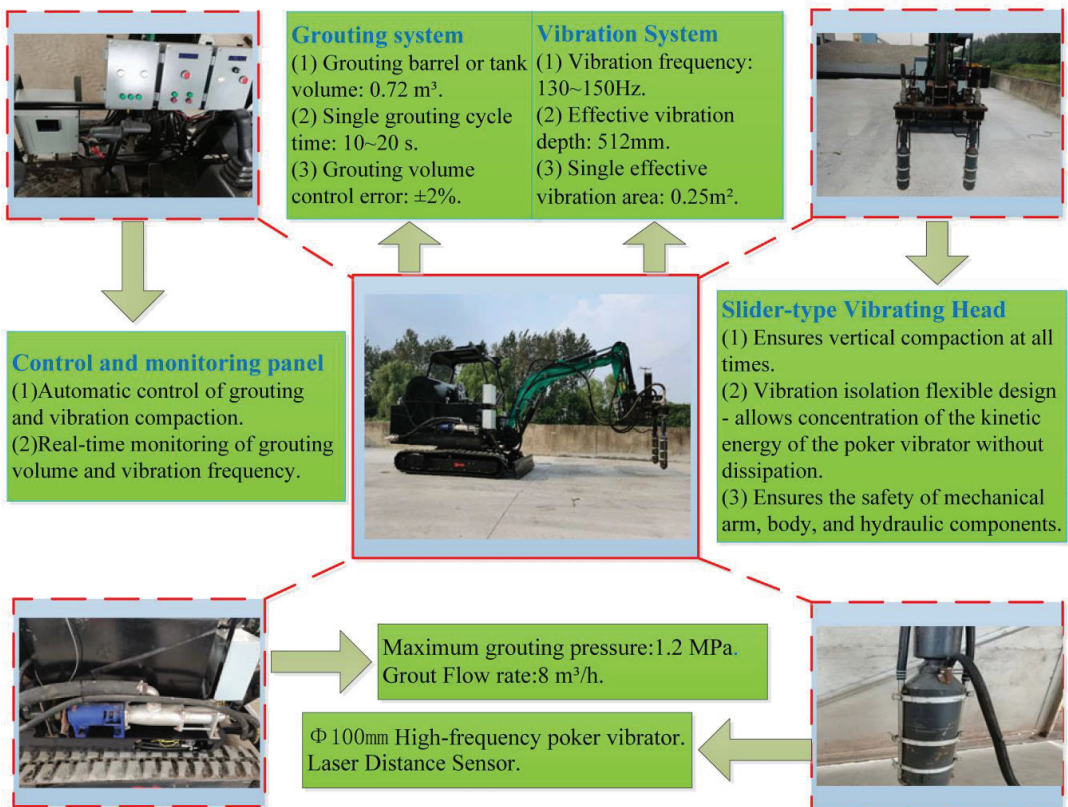 Grouting system
(1) Grouting barrel or tank
volume: 0.72 m³.
(2) Single grouting cycle
time: 10~20 s.
(3) Grouting volume
control error: ±2%.
Vibration System
(1) Vibration frequency:
130~150Hz.
(2) Effective vibration
depth: 512mm.
(3) Single effective
vibration area: 0.25m².
Control and monitoring panel
(1)Automatic control of grouting
and vibration compaction.
(2)Real-time monitoring of grouting
volume and vibration frequency.
Slider-type Vibrating Head
(1) Ensures vertical compaction at all
times.
(2) Vibration isolation flexible design
- allows concentration of the kinetic
energy of the poker vibrator without
dissipation.
(3) Ensures the safety of mechanical
arm, body, and hydraulic components.
Maximum grouting pressure:1.2 MPa.
Grout Flow rate:8 m³/h.
Φ100mm High-frequency poker vibrator.
Laser Distance Sensor.